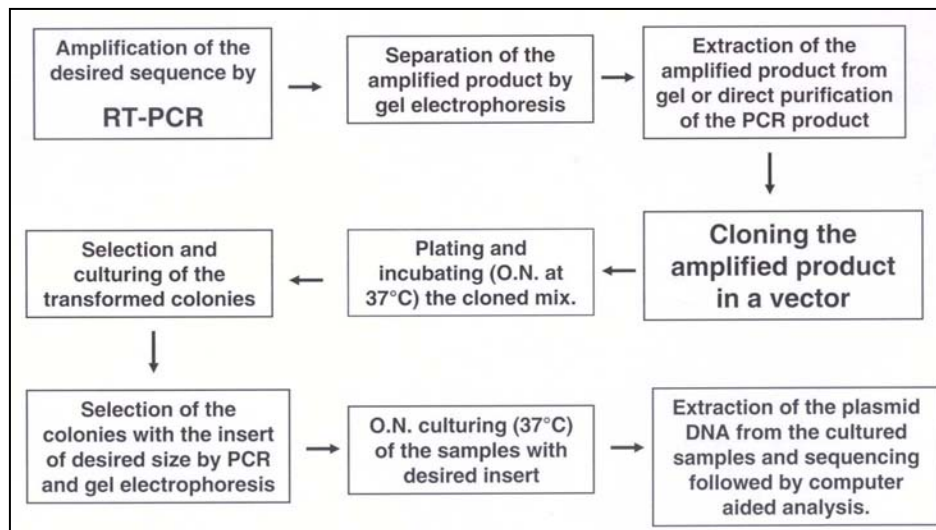 Amplification of the
desired sequence by
RT-PCR
Separation of the
amplified product by
gel electrophoresis
Extraction of the
amplified product from
gel or direct purification
of the PCR product
Cloning the
amplified product
in a vector
Plating and
incubating (O.N. at
37°C) the cloned mix.
Selection and
culturing of the
transformed colonies
Selection of the
colonies with the insert
of desired size by PCR
and gel electrophoresis
O.N. culturing (37°C)
of the samples with
desired insert
Extraction of the plasmid
DNA from the cultured
samples and sequencing
followed by computer
aided analysis.